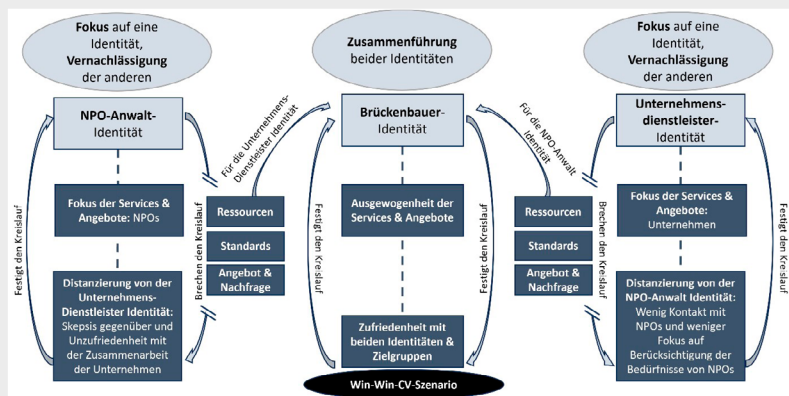 Fokus auf eine
Identität,
Vernachlässigung
der anderen
Zusammenführung
beider Identitäten
Fokus auf eine
Identität,
Vernachlässigung
der anderen
NPO-Anwalt-
Identität
Für die Unternehmens-
Dienstleister Identität
Brückenbauer-
Identität
Für die NPO-Anwalt
Identität
Unternehmens-
dienstleister-
Identität
Festigt den Kreislauf
Fokus der Services &
Angebote: NPOs
Distanzierung von der
Unternehmens-
Dienstleister Identität:
Skepsis gegenüber und
Unzufriedenheit mit
der Zusammenarbeit
der Unternehmen
Brechen den Kreislauf
Ressourcen
Standards
Angebot &
Nachfrage
Festigt den Kreislauf
Ausgewogenheit der
Services & Angebote
Zufriedenheit mit
beiden Identitäten &
Zielgruppen
Win-Win-CV-Szenario
Festigt den Kreislauf
Ressourcen
Standards
Angebot &
Nachfrage
Brechen den Kreislauf
Fokus der Services &
Angebote:
Unternehmen
Distanzierung von der
NPO-Anwalt Identität:
Wenig Kontakt mit
NPOs und weniger
Fokus auf
Berücksichtigung der
Bedürfnisse von NPOs
Festigt den Kreislauf